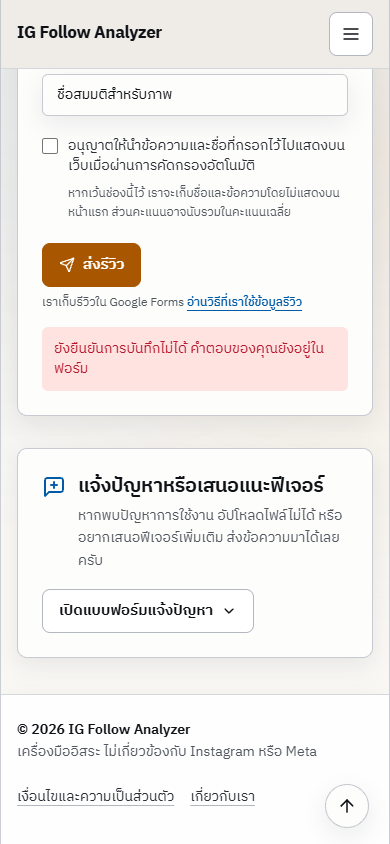 IG Follow Analyzer
ชื่อสมมติสำหรับภาพ
อนุญาตให้นำข้อความและชื่อที่กรอกไว้ไปแสดงบน
เว็บเมื่อผ่านการคัดกรองอัตโนมัติ
หากเว้นช่องนี้ไว้ เราจะเก็บชื่อและข้อความโดยไม่แสดงบน
หน้าแรก ส่วนคะแนนอาจนับรวมในคะแนนเฉลี่ย
ส่งรีวิว
เราเก็บรีวิวใน Google Forms อ่านวิธีที่เราใช้ข้อมูลรีวิว
ยังยืนยันการบันทึกไม่ได้ คำตอบของคุณยังอยู่ใน
ฟอร์ม
แจ้งปัญหาหรือเสนอแนะฟีเจอร์
หากพบปัญหาการใช้งาน อัปโหลดไฟล์ไม่ได้ หรือ
อยากเสนอฟีเจอร์เพิ่มเติม ส่งข้อความมาได้เลย
ครับ
เปิดแบบฟอร์มแจ้งปัญหา
© 2026 IG Follow Analyzer
เครื่องมืออิสระ ไม่เกี่ยวข้องกับ Instagram หรือ Meta
เงื่อนไขและความเป็นส่วนตัว เกี่ยวกับเรา